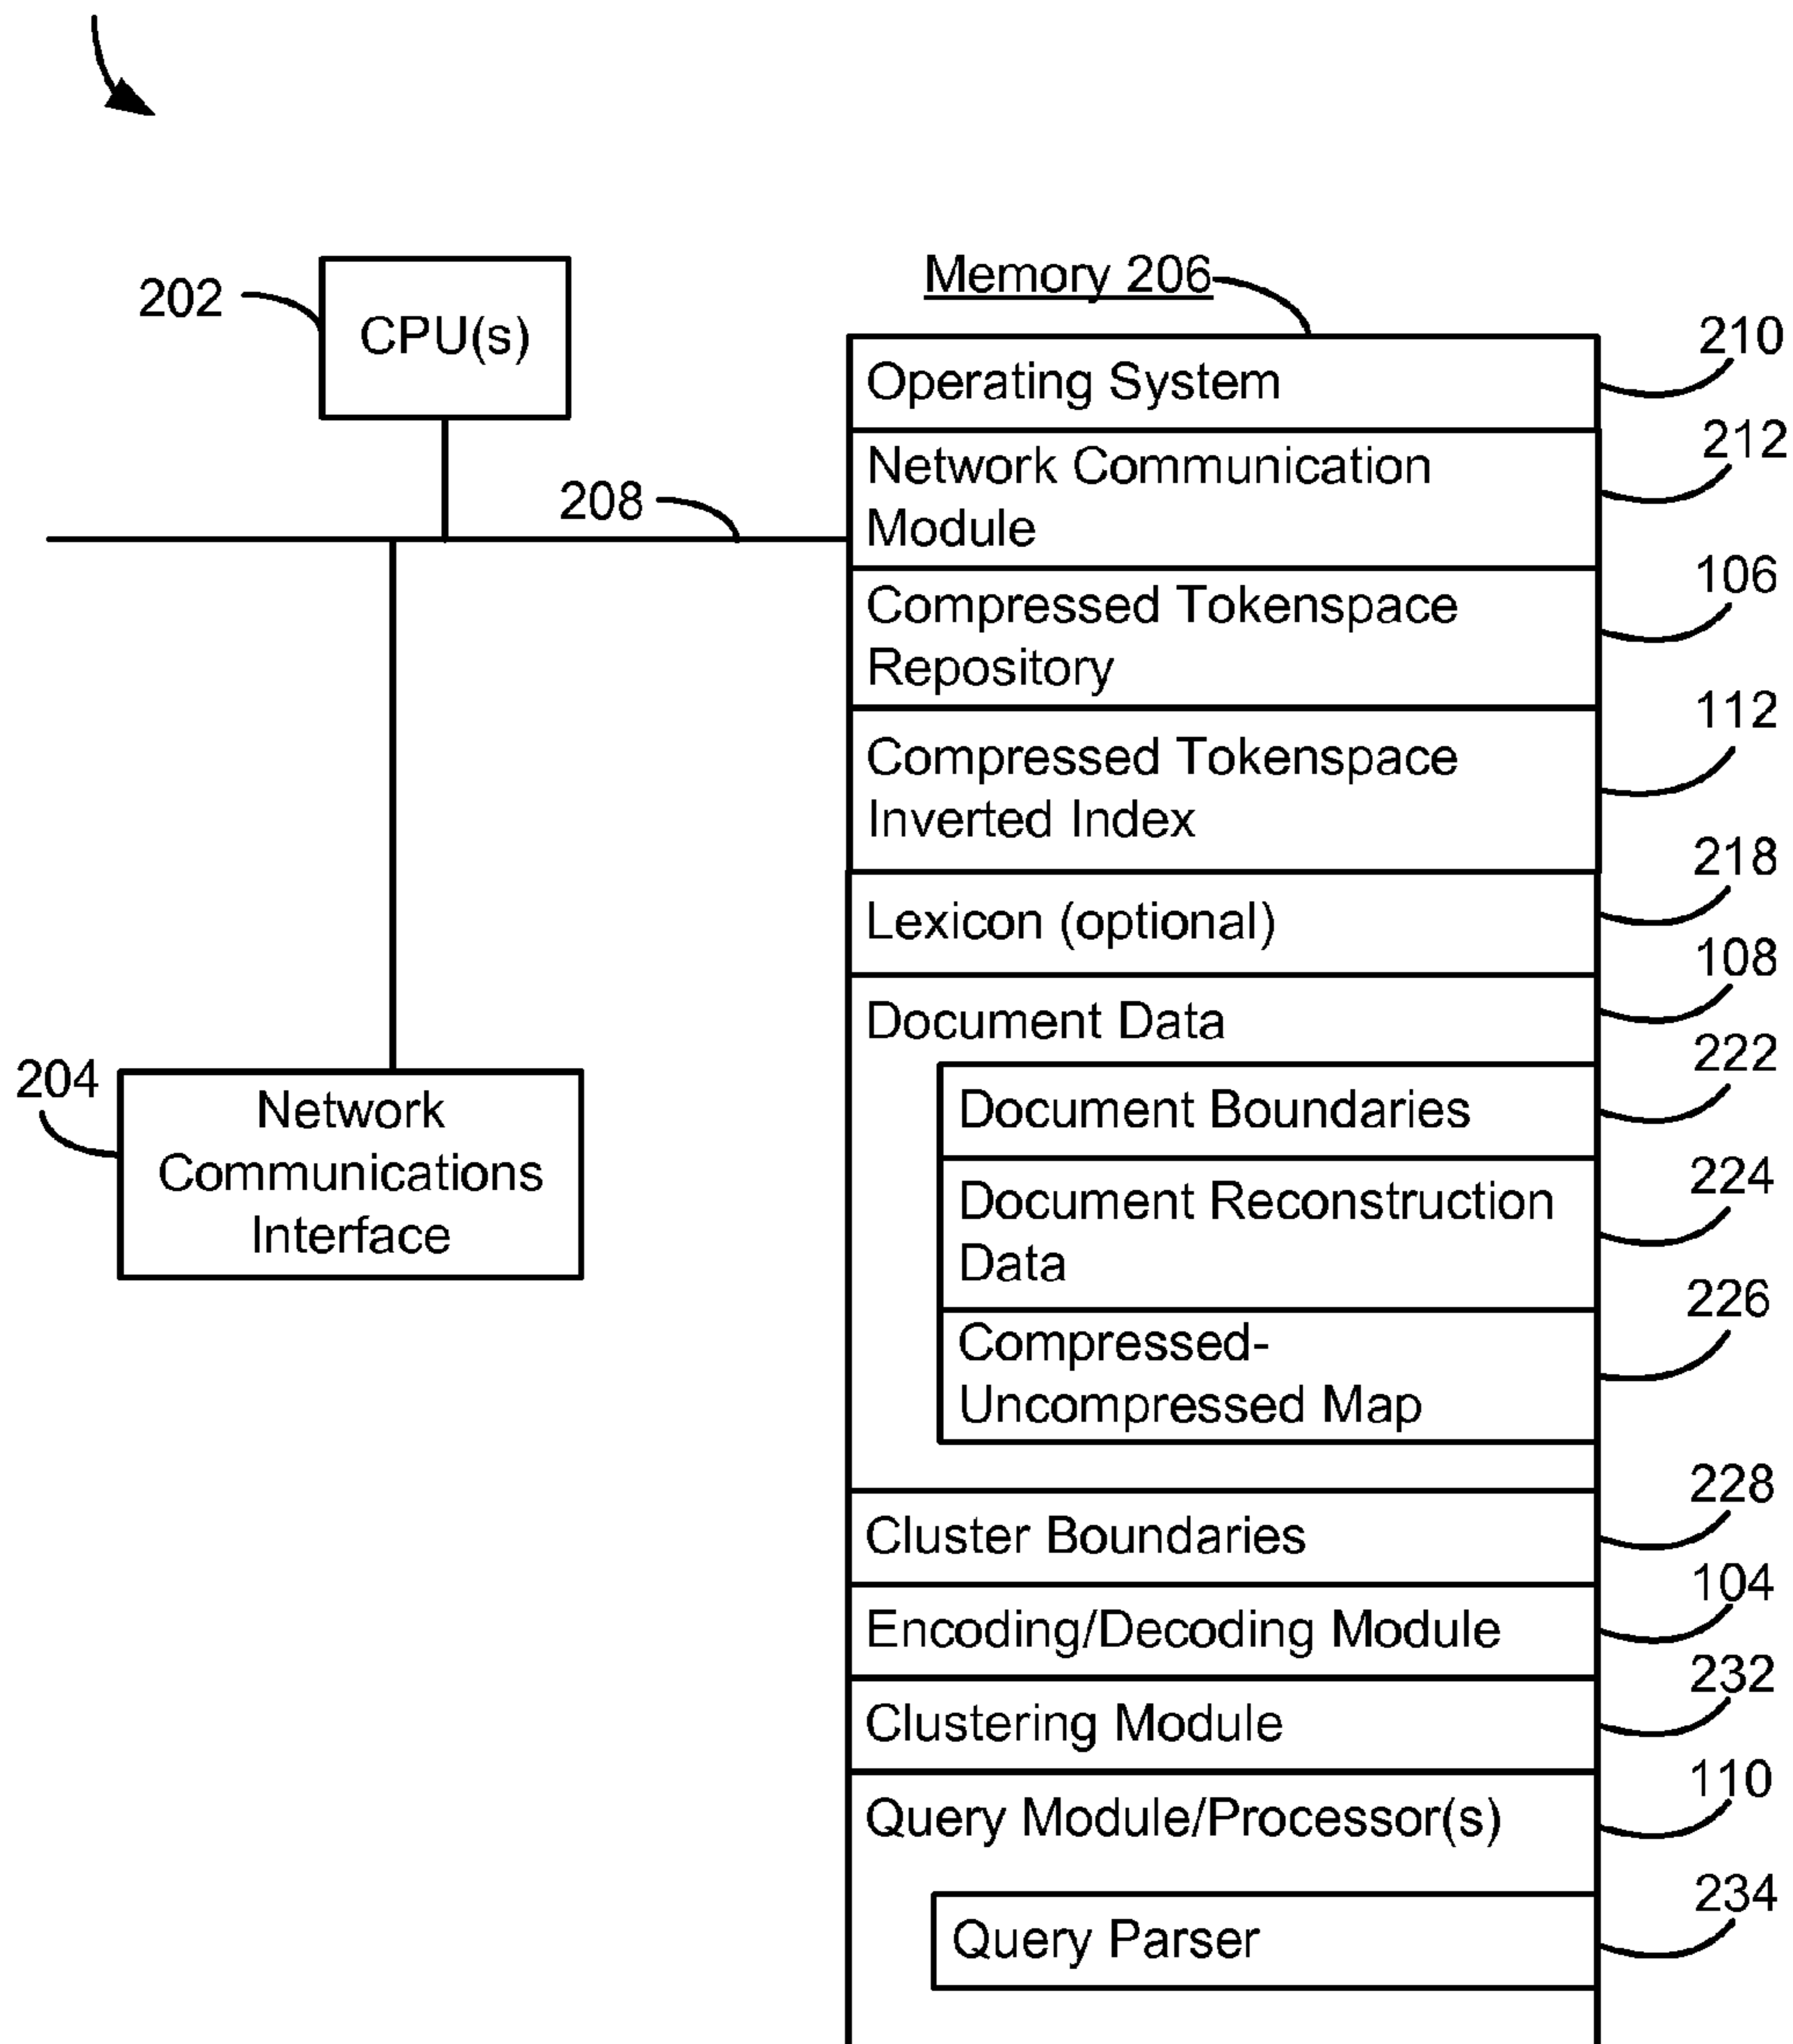 Memory 206
202
CPU(s)
210
Operating System
212
Network Communication
Module
208
106
Compressed Tokenspace
Repository
112
Compressed Tokenspace
Inverted Index
218
Lexicon (optional)
108
Document Data
222
Document Boundaries
204
Network
Communications
Interface
224
Document Reconstruction
Data
226
Compressed-
Uncompressed Map
228
Cluster Boundaries
104
Encoding/Decoding Module
232
Clustering Module
110
Query Module/Processor(s)
234
Query Parser